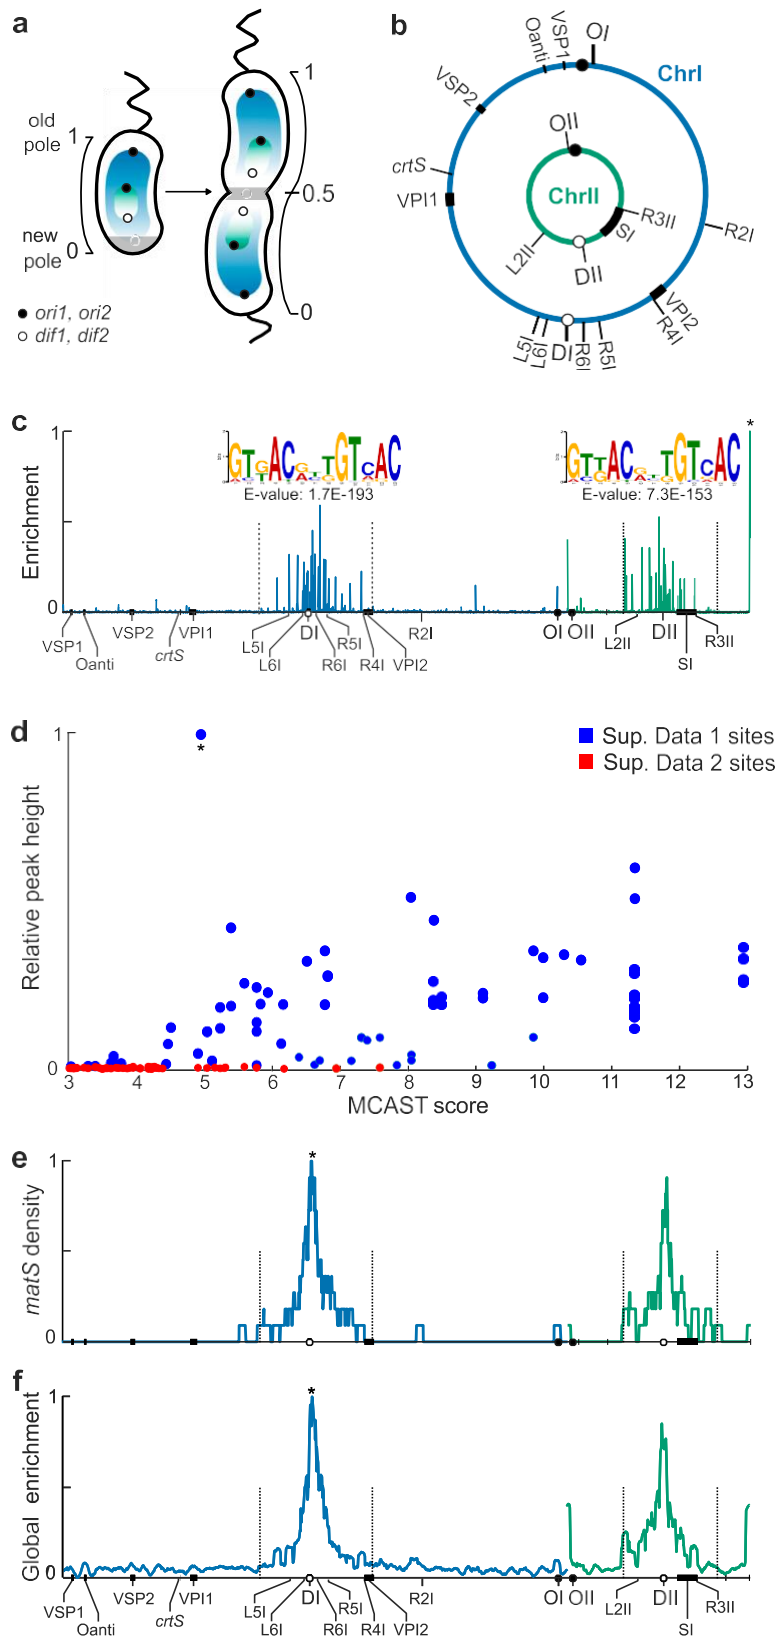 a
old pole
1
new pole
0
1
0.5
0
ori1, ori2
dif1, dif2
b
VSP1
Oanti
OI
ChrI
VSP2
OII
crtS
VPI1
ChrII
R3II
SI
R2I
L2II
DII
VPI2
R4I
L5I
L6I
DI
R6I
R5I
c
1
*
GTGACGTTGTCAC
GTTACGTTGTCAC
E-value: 1.7E-193
E-value: 7.3E-153
Enrichment
0
VSP1
Oanti
VSP2
crtS
VPI1
L5I
L6I
DI
R6I
R5I
R4I
VPI2
R2I
OI
OII
L2II
DII
SI
R3II
d
1
*
Sup. Data 1 sites
Sup. Data 2 sites
Relative peak height
0
3 4 5 6 7 8 9 10 11 12 13
MCAST score
e
1
*
matS density
0
f
1
*
Global enrichment
0
VSP1
Oanti
VSP2
crtS
VPI1
L5I
L6I
DI
R6I
R5I
R4I
VPI2
R2I
OI
OII
L2II
DII
SI
R3II